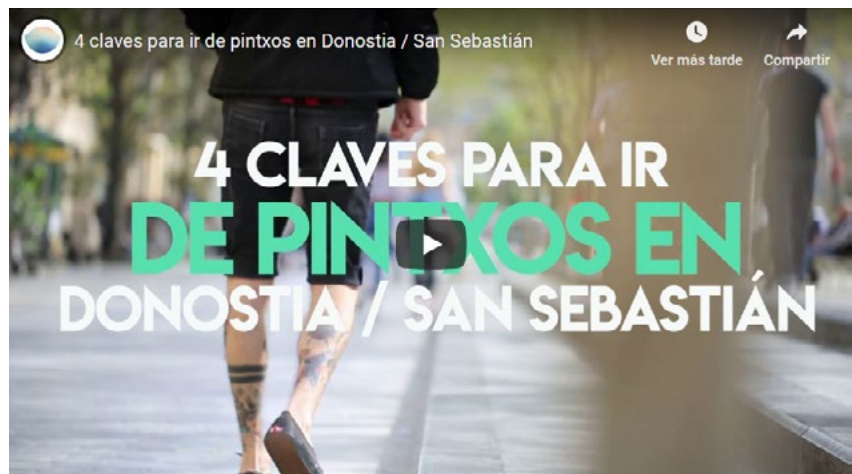 4 claves para ir de pintxos en Donostia / San Sebastián
Ver más tarde
Compartir
4 CLAVES PARA IR
DE PINTXOS EN
DONOSTIA / SAN SEBASTIÁN